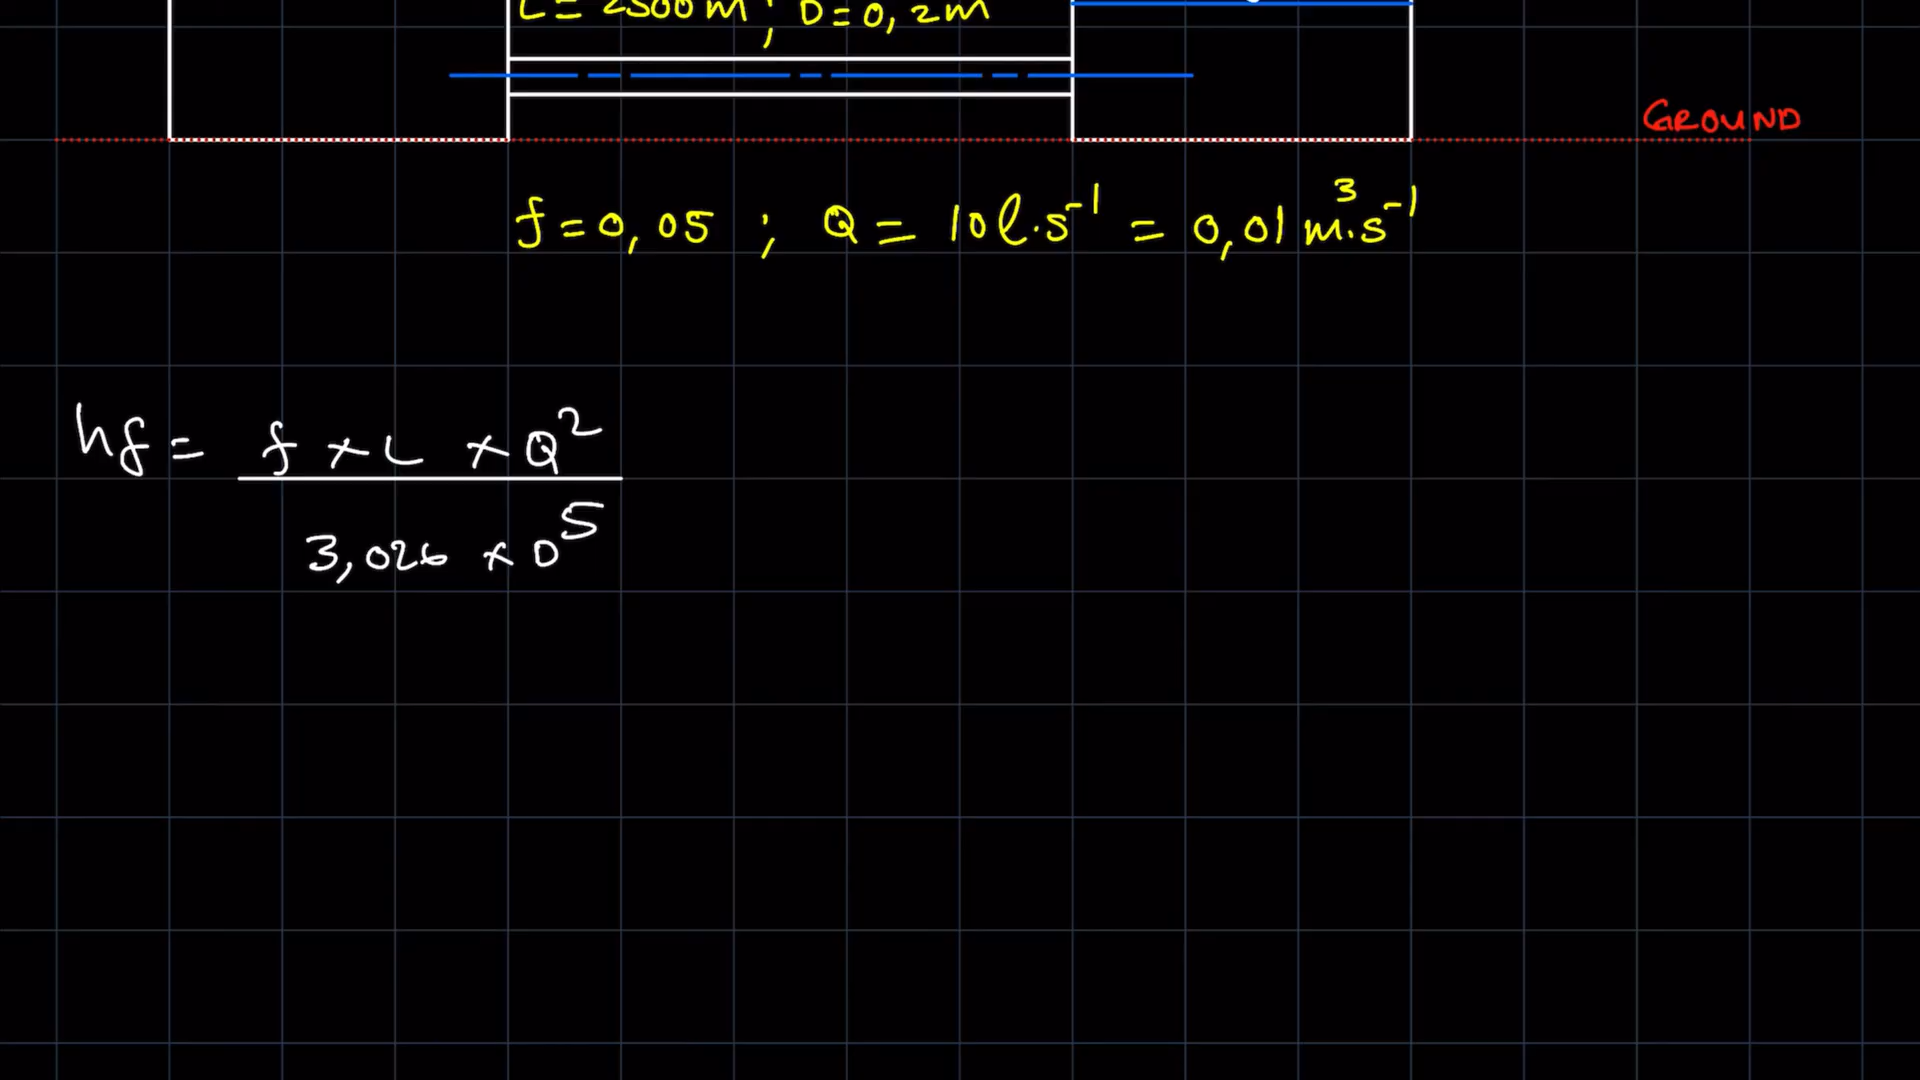 L = 2500 m ; D = 0,2 m
GROUND
f = 0,05 ; Q = 10 l.s⁻¹ = 0,01 m³.s⁻¹
hf = f × L × Q²
3,026 × D⁵